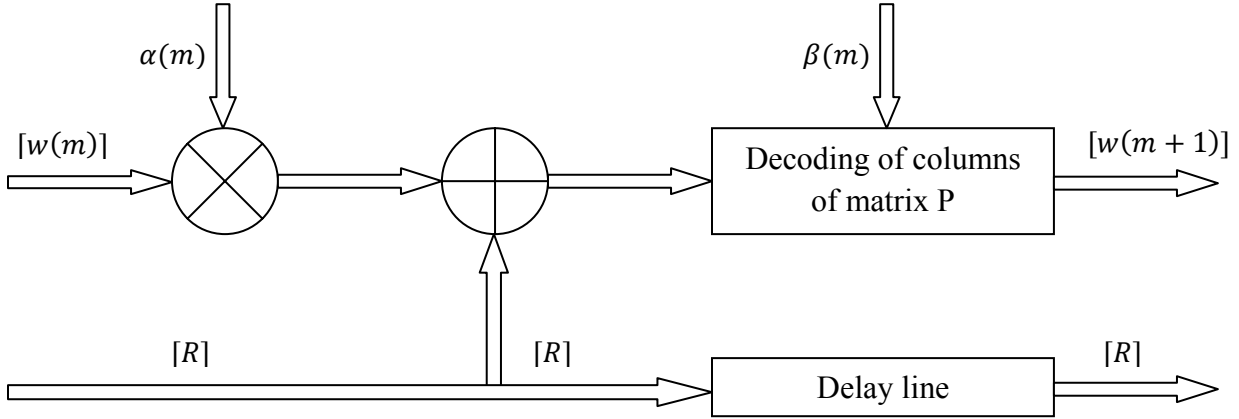 α(m)
β(m)
⌈w(m)⌉
Decoding of columns
of matrix P
⌈w(m + 1)⌉
⌈R⌉
⌈R⌉
Delay line
⌈R⌉